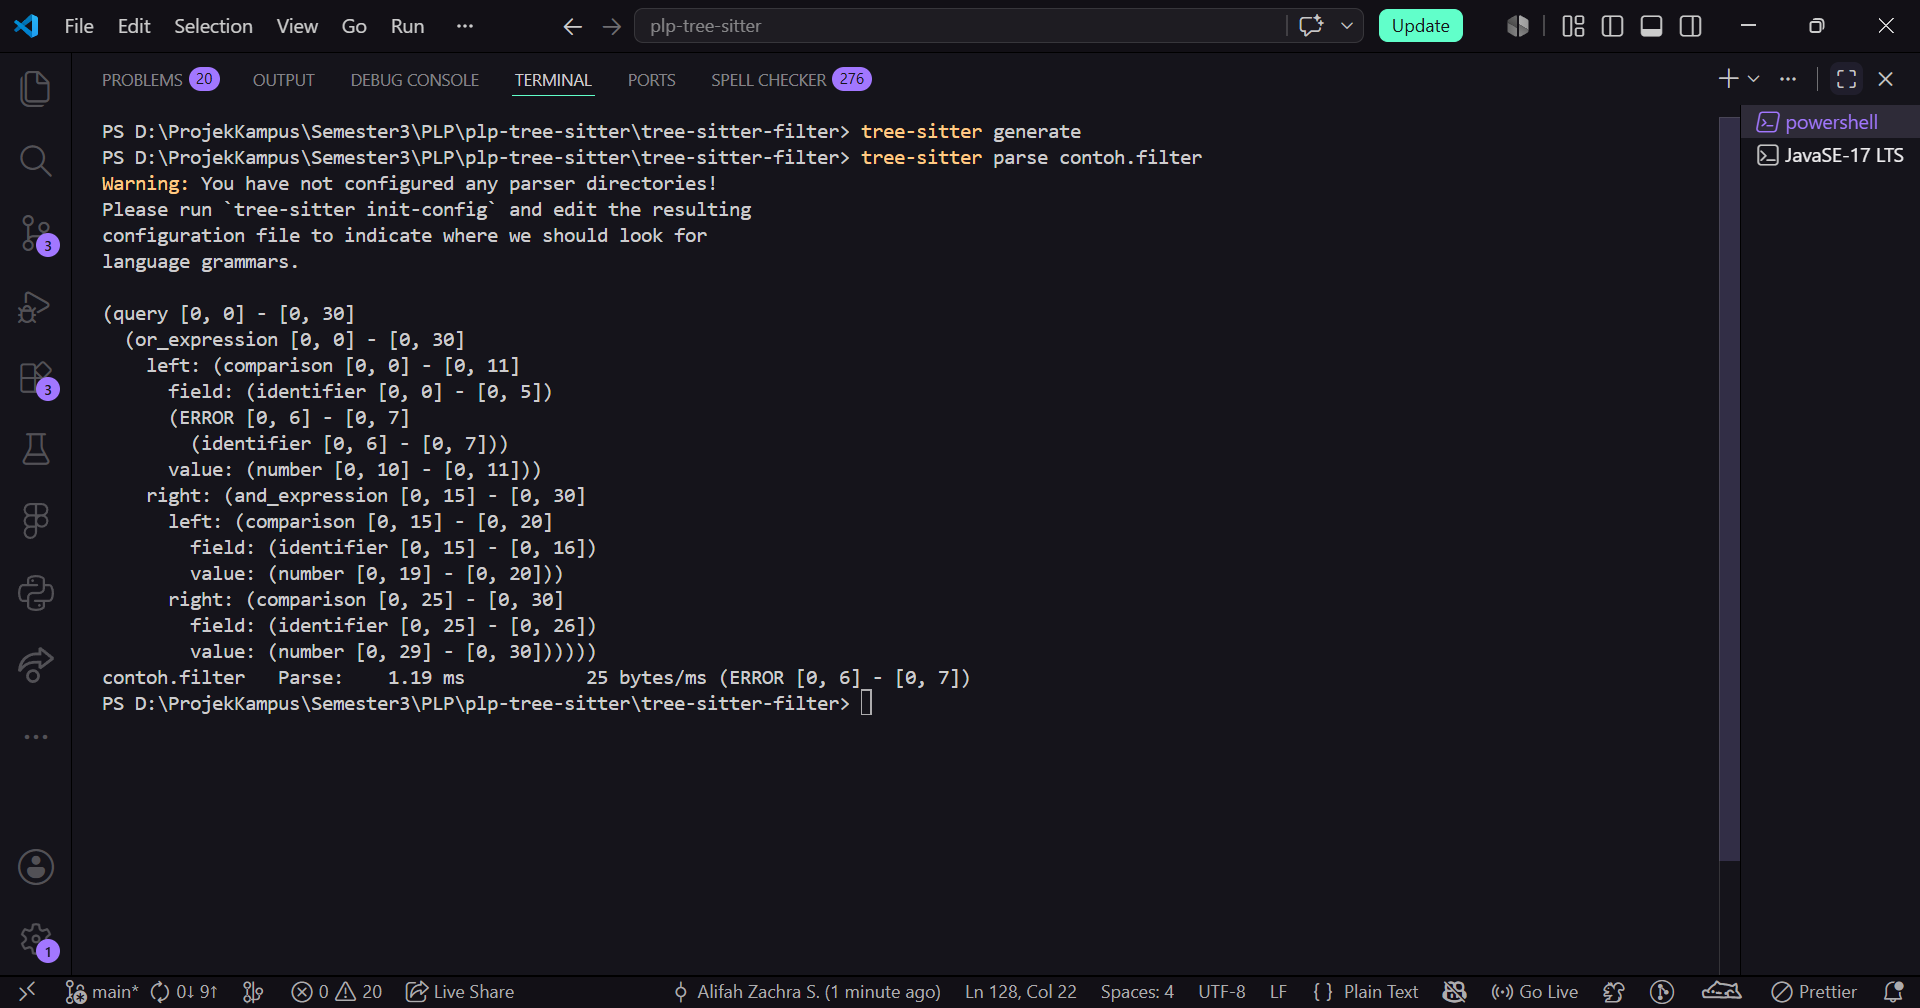 File Edit Selection View Go Run ··· plp-tree-sitter Update
PROBLEMS 20 OUTPUT DEBUG CONSOLE TERMINAL PORTS SPELL CHECKER 276
PS D:\ProjekKampus\Semester3\PLP\plp-tree-sitter\tree-sitter-filter> tree-sitter generate
PS D:\ProjekKampus\Semester3\PLP\plp-tree-sitter\tree-sitter-filter> tree-sitter parse contoh.filter
Warning: You have not configured any parser directories!
Please run `tree-sitter init-config` and edit the resulting
configuration file to indicate where we should look for
language grammars.
(query [0, 0] - [0, 30]
  (or_expression [0, 0] - [0, 30]
    left: (comparison [0, 0] - [0, 11]
      field: (identifier [0, 0] - [0, 5])
      (ERROR [0, 6] - [0, 7]
        (identifier [0, 6] - [0, 7]))
      value: (number [0, 10] - [0, 11]))
    right: (and_expression [0, 15] - [0, 30]
      left: (comparison [0, 15] - [0, 20]
        field: (identifier [0, 15] - [0, 16])
        value: (number [0, 19] - [0, 20]))
      right: (comparison [0, 25] - [0, 30]
        field: (identifier [0, 25] - [0, 26])
        value: (number [0, 29] - [0, 30])))))
contoh.filter   Parse:    1.19 ms           25 bytes/ms (ERROR [0, 6] - [0, 7])
PS D:\ProjekKampus\Semester3\PLP\plp-tree-sitter\tree-sitter-filter>
powershell
JavaSE-17 LTS
3
3
1
main* 0↓ 9↑ 0 20 Live Share Alifah Zachra S. (1 minute ago) Ln 128, Col 22 Spaces: 4 UTF-8 LF { } Plain Text Go Live Prettier